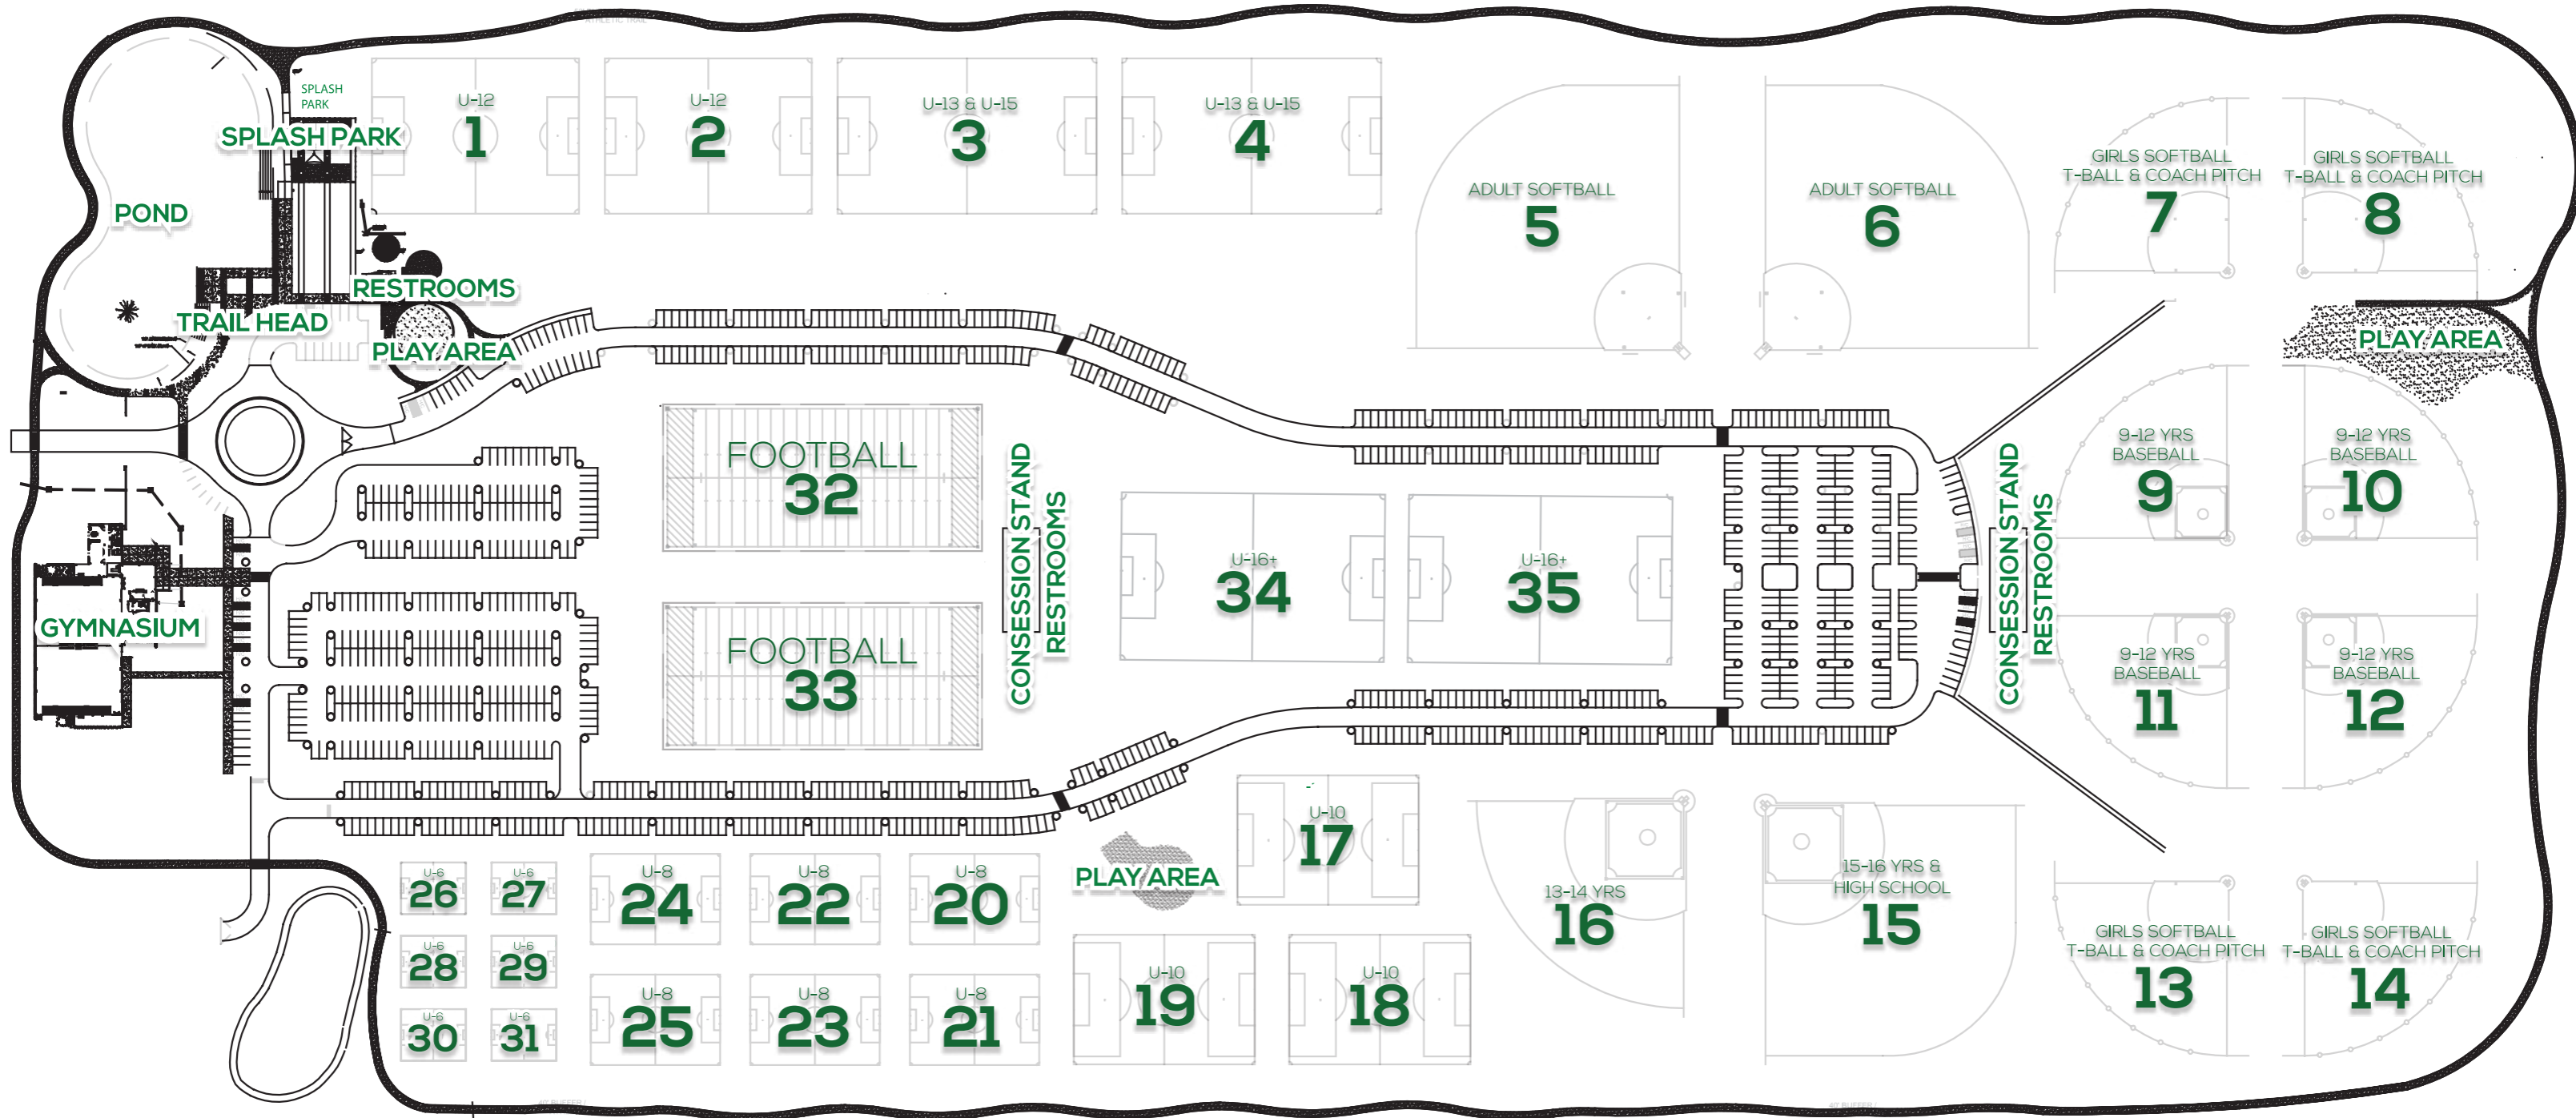 ATHLETIC TRAIL
SPLASH
PARK
SPLASH PARK
POND
RESTROOMS
TRAIL HEAD
PLAY AREA
U-12
1
U-12
2
U-13 & U-15
3
U-13 & U-15
4
ADULT SOFTBALL
5
ADULT SOFTBALL
6
GIRLS SOFTBALL
T-BALL & COACH PITCH
7
GIRLS SOFTBALL
T-BALL & COACH PITCH
8
PLAY AREA
FOOTBALL
32
FOOTBALL
33
CONSESSION STAND
RESTROOMS
U-16+
34
U-16+
35
CONSESSION STAND
RESTROOMS
9-12 YRS
BASEBALL
9
9-12 YRS
BASEBALL
10
9-12 YRS
BASEBALL
11
9-12 YRS
BASEBALL
12
GYMNASIUM
U-6
26
U-6
27
U-6
28
U-6
29
U-6
30
U-6
31
U-8
24
U-8
22
U-8
20
U-8
25
U-8
23
U-8
21
PLAY AREA
U-10
17
U-10
19
U-10
18
13-14 YRS
16
15-16 YRS &
HIGH SCHOOL
15
GIRLS SOFTBALL
T-BALL & COACH PITCH
13
GIRLS SOFTBALL
T-BALL & COACH PITCH
14